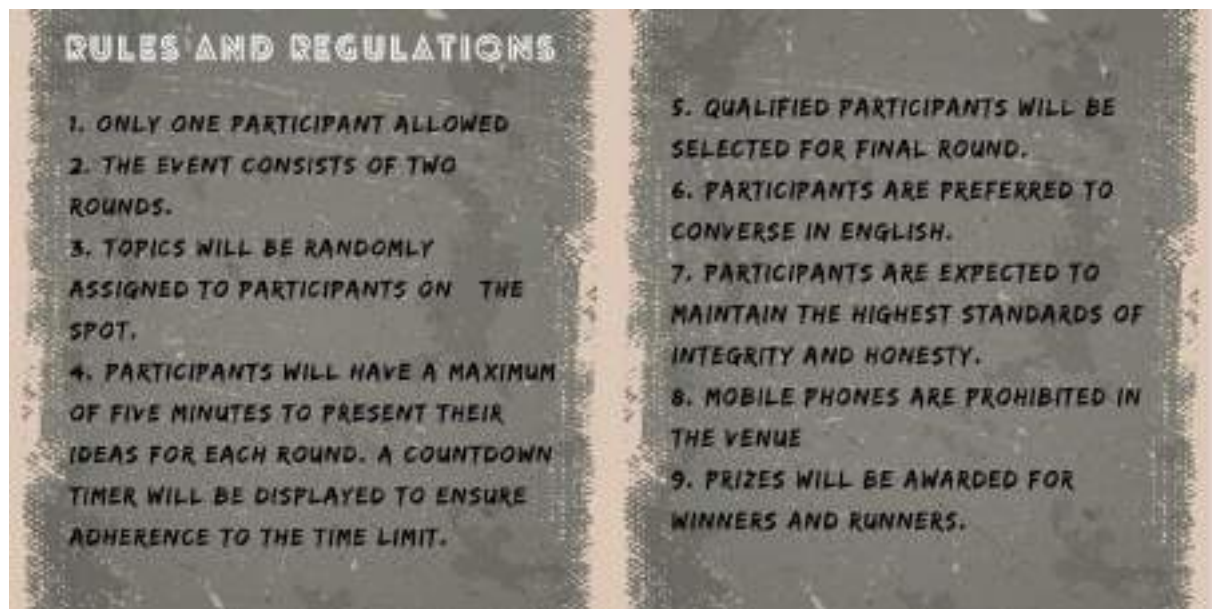 RULES AND REGULATIONS
1. ONLY ONE PARTICIPANT ALLOWED
2. THE EVENT CONSISTS OF TWO
ROUNDS.
3. TOPICS WILL BE RANDOMLY
ASSIGNED TO PARTICIPANTS ON THE
SPOT.
4. PARTICIPANTS WILL HAVE A MAXIMUM
OF FIVE MINUTES TO PRESENT THEIR
IDEAS FOR EACH ROUND. A COUNTDOWN
TIMER WILL BE DISPLAYED TO ENSURE
ADHERENCE TO THE TIME LIMIT.
5. QUALIFIED PARTICIPANTS WILL BE
SELECTED FOR FINAL ROUND.
6. PARTICIPANTS ARE PREFERRED TO
CONVERSE IN ENGLISH.
7. PARTICIPANTS ARE EXPECTED TO
MAINTAIN THE HIGHEST STANDARDS OF
INTEGRITY AND HONESTY.
8. MOBILE PHONES ARE PROHIBITED IN
THE VENUE
9. PRIZES WILL BE AWARDED FOR
WINNERS AND RUNNERS.